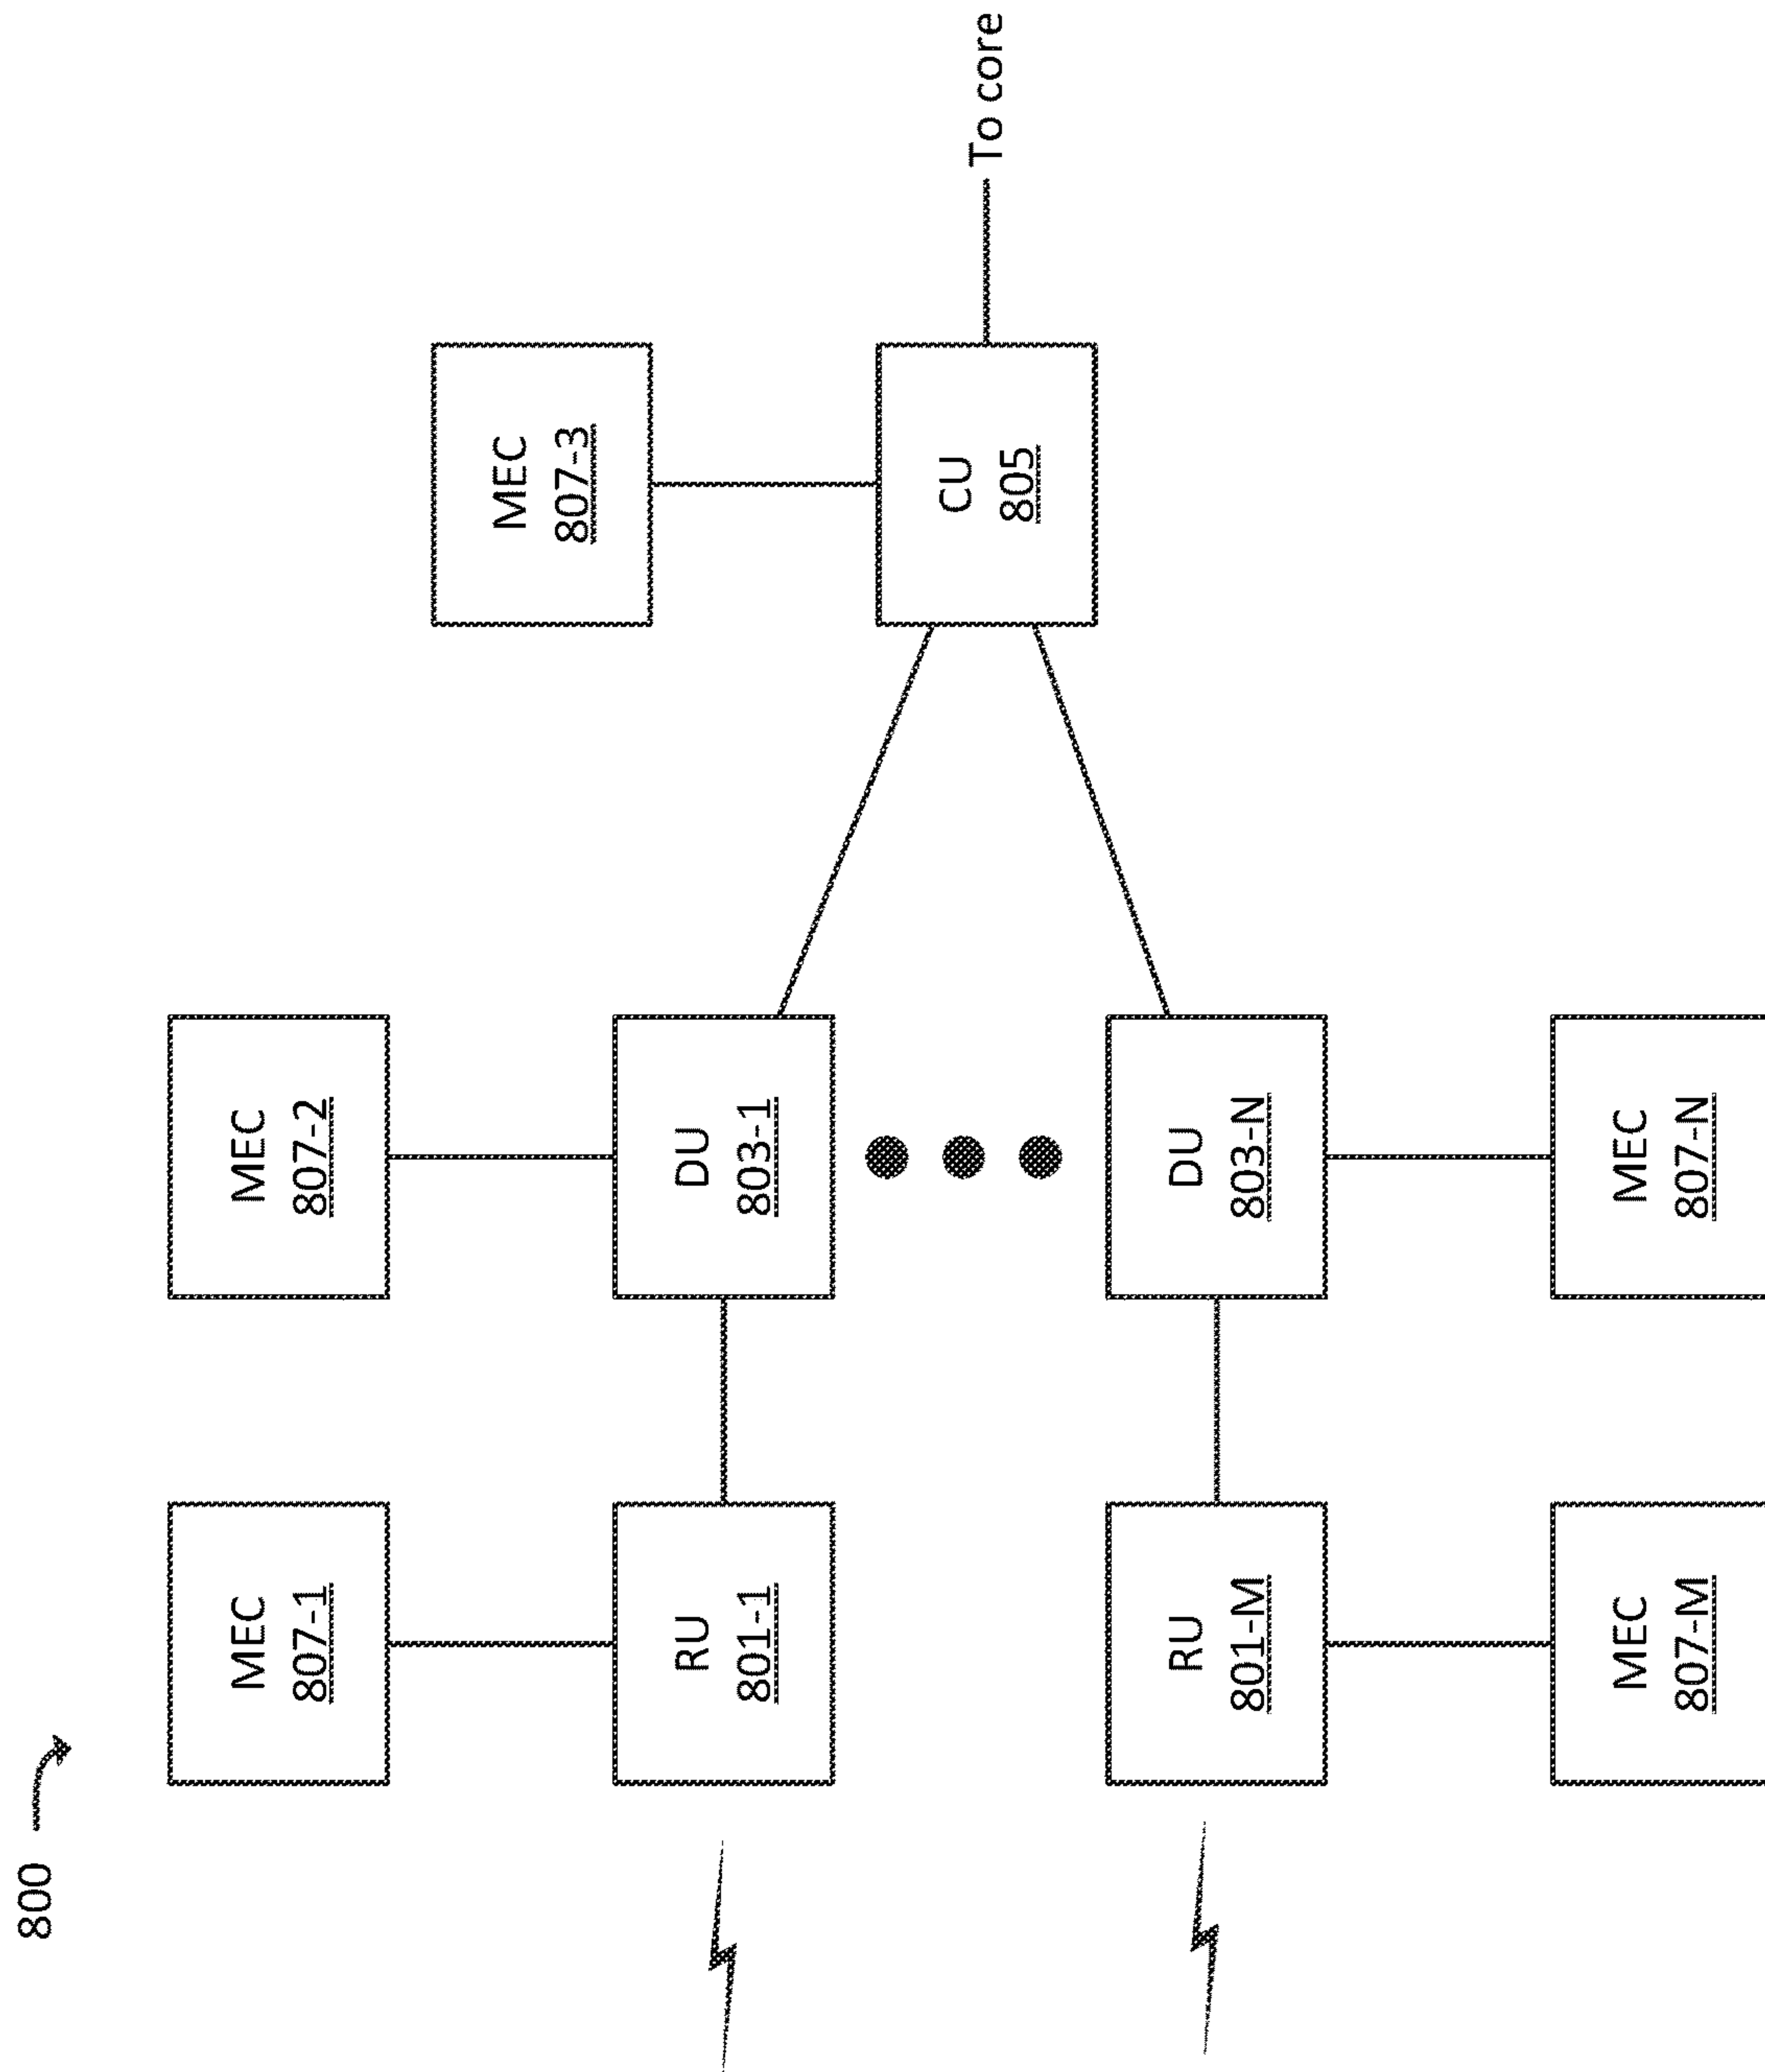 800
MEC
807-1
MEC
807-2
MEC
807-3
RU
801-1
DU
803-1
CU
805
To core
RU
801-M
DU
803-N
MEC
807-M
MEC
807-N